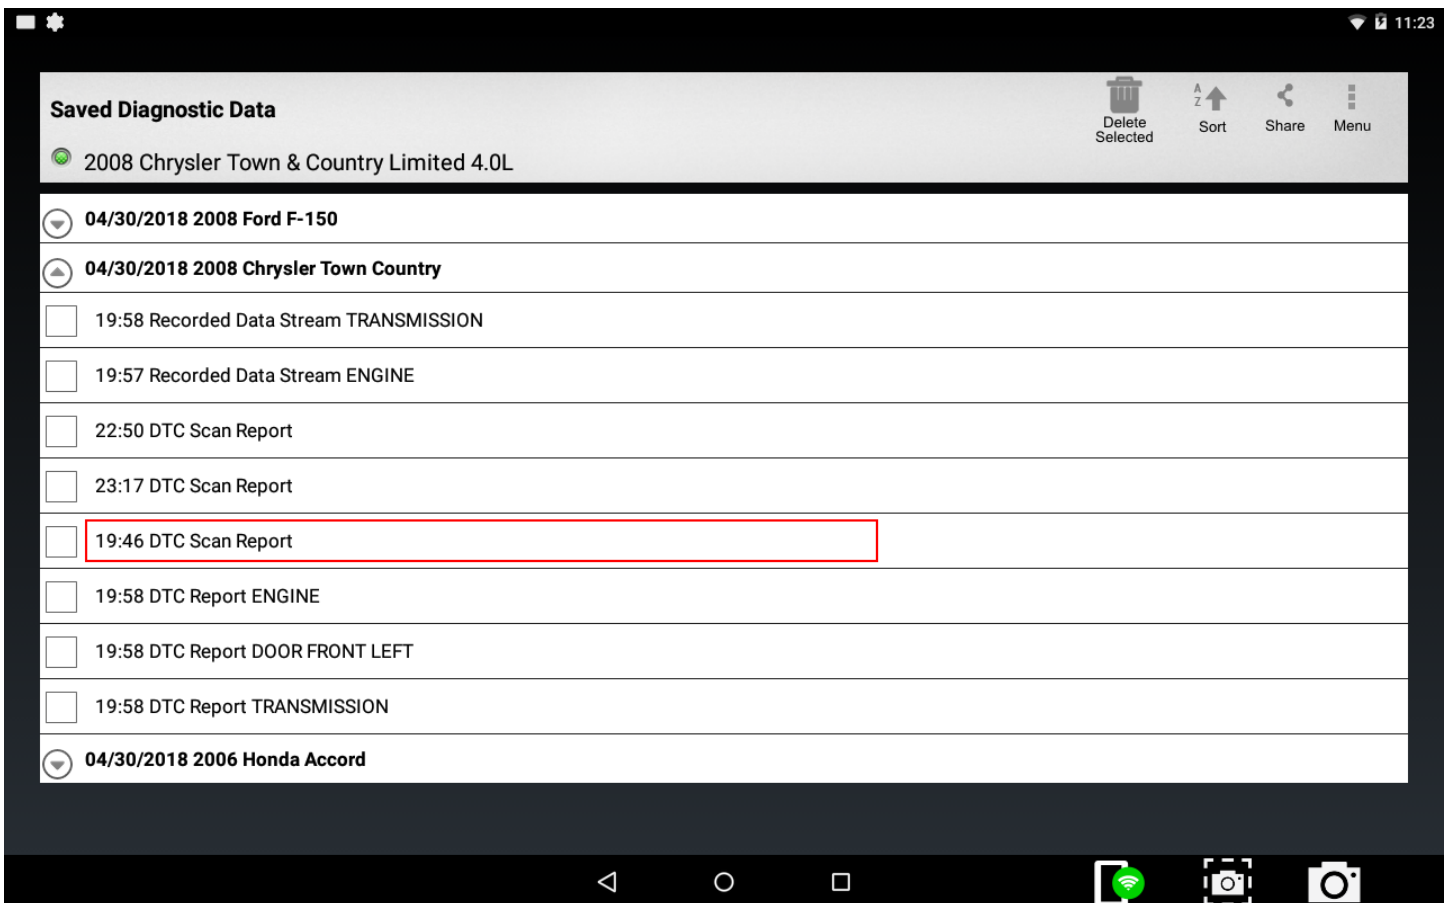 11:23
Saved Diagnostic Data
Delete
Selected
A
Z
Sort
Share
Menu
2008 Chrysler Town & Country Limited 4.0L
04/30/2018 2008 Ford F-150
04/30/2018 2008 Chrysler Town Country
19:58 Recorded Data Stream TRANSMISSION
19:57 Recorded Data Stream ENGINE
22:50 DTC Scan Report
23:17 DTC Scan Report
19:46 DTC Scan Report
19:58 DTC Report ENGINE
19:58 DTC Report DOOR FRONT LEFT
19:58 DTC Report TRANSMISSION
04/30/2018 2006 Honda Accord